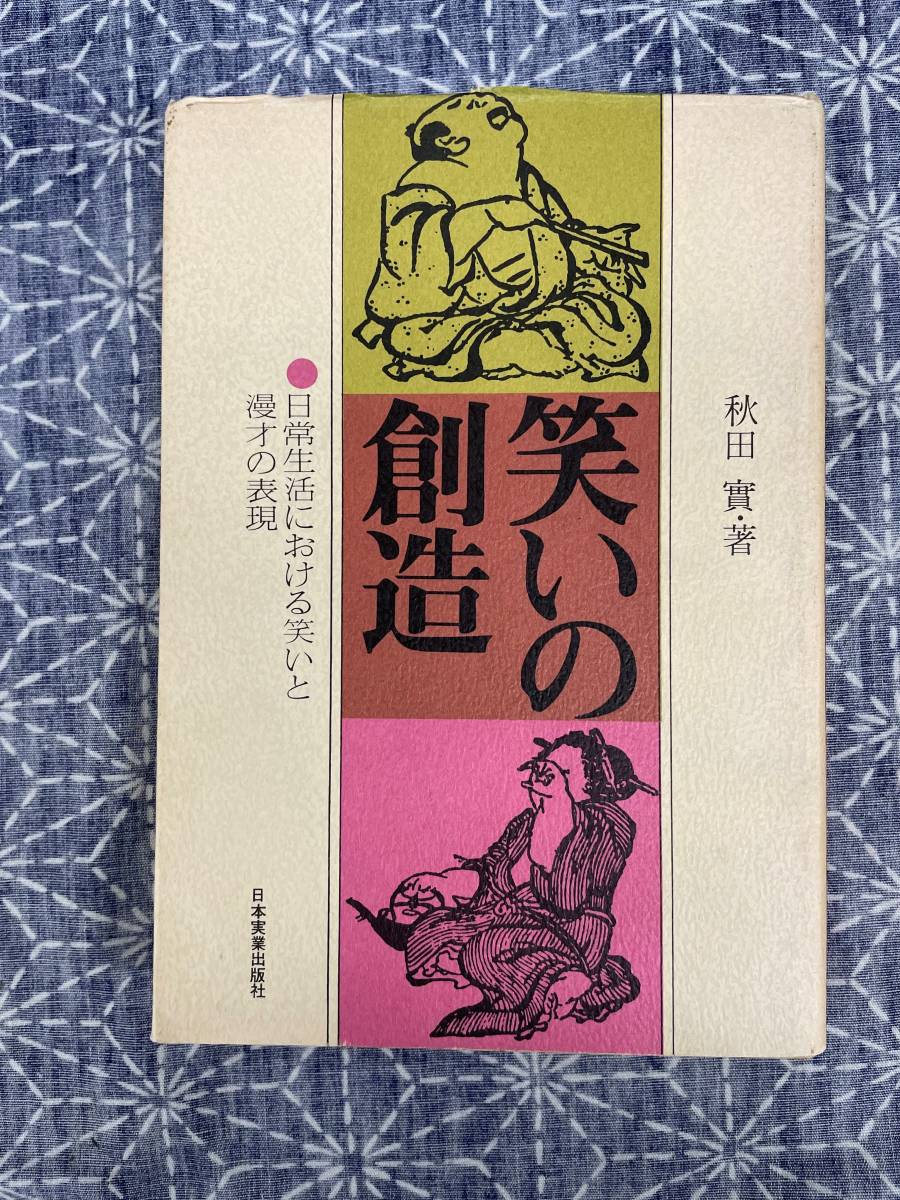 秋田 實・著
笑いの
創造
●日常生活における笑いと
漫才の表現
日本実業出版社